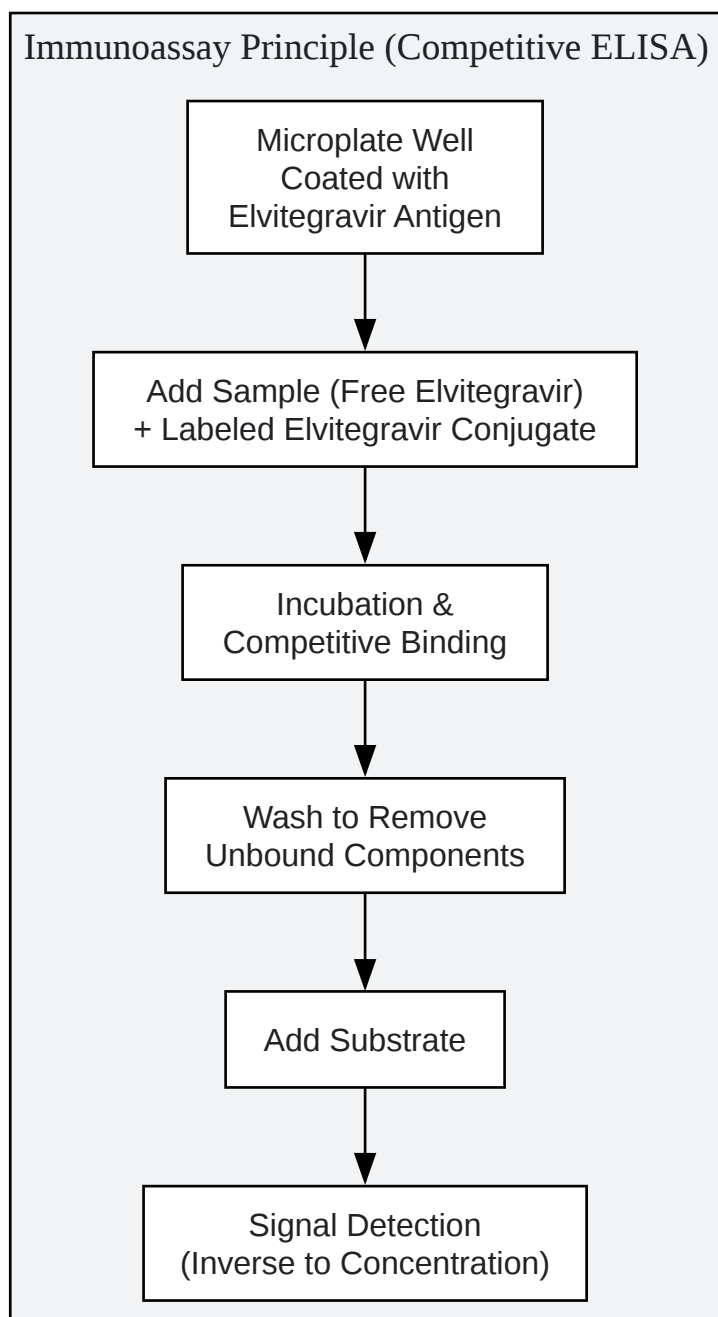 Immunoassay Principle (Competitive ELISA)
Microplate Well
Coated with
Elvitegravir Antigen
Add Sample (Free Elvitegravir)
+ Labeled Elvitegravir Conjugate
Incubation &
Competitive Binding
Wash to Remove
Unbound Components
Add Substrate
Signal Detection
(Inverse to Concentration)